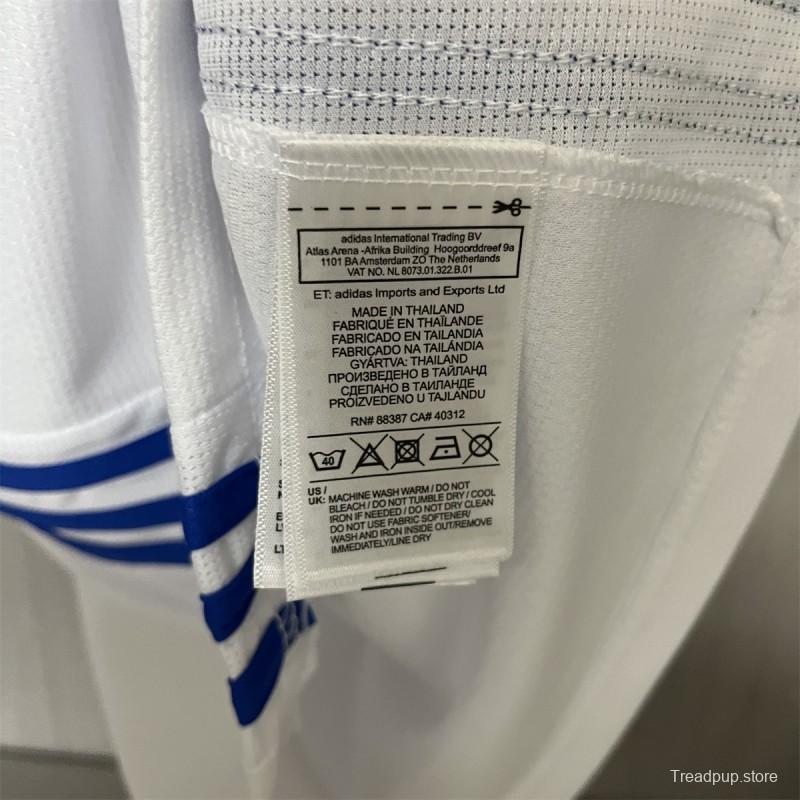 adidas International Trading BV
Atlas Arena -Afrika Building Hoogoorddreef 9a
1101 BA Amsterdam ZO The Netherlands
VAT NO. NL 8073.01.322.B.01
ET: adidas Imports and Exports Ltd
MADE IN THAILAND
FABRIQUÉ EN THAÏLANDE
FABRICADO EN TAILANDIA
FABRICADO NA TAILÂNDIA
GYÁRTVA: THAILAND
ПРОИЗВЕДЕНО В ТАЙЛАНД
СДЕЛАНО В ТАИЛАНДЕ
PROIZVEDENO U TAJLANDU
RN# 88387 CA# 40312
40
US /
UK: MACHINE WASH WARM / DO NOT
BLEACH / DO NOT TUMBLE DRY / COOL
IRON IF NEEDED / DO NOT DRY CLEAN
DO NOT USE FABRIC SOFTENER/
WASH AND IRON INSIDE OUT/REMOVE
IMMEDIATELY/LINE DRY
Treadpup.store